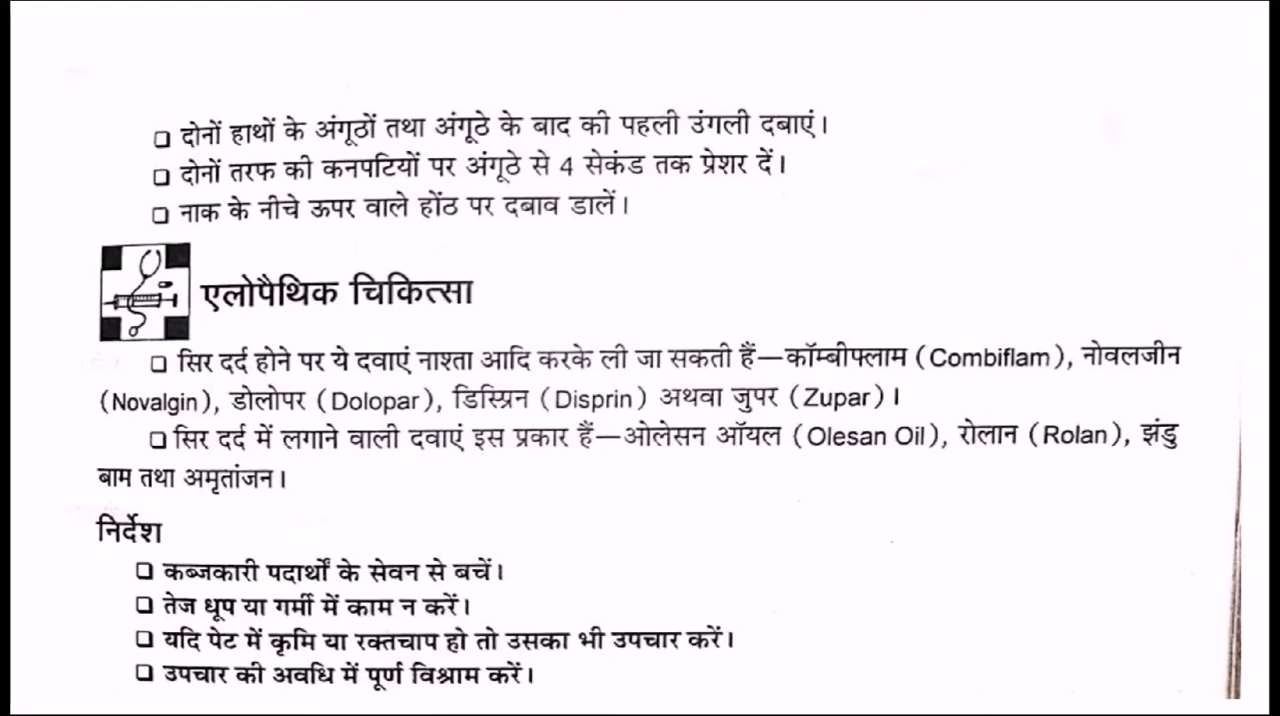 ❑ दोनों हाथों के अंगूठों तथा अंगूठे के बाद की पहली उंगली दबाएं।
❑ दोनों तरफ की कनपटियों पर अंगूठे से 4 सेकंड तक प्रेशर दें।
❑ नाक के नीचे ऊपर वाले होंठ पर दबाव डालें।
एलोपैथिक चिकित्सा
❑ सिर दर्द होने पर ये दवाएं नाश्ता आदि करके ली जा सकती हैं—कॉम्बीफ्लाम (Combiflam), नोवलजीन
(Novalgin), डोलोपर (Dolopar), डिस्प्रिन (Disprin) अथवा जुपर (Zupar)।
❑ सिर दर्द में लगाने वाली दवाएं इस प्रकार हैं—ओलेसन ऑयल (Olesan Oil), रोलान (Rolan), झंडु
बाम तथा अमृतांजन।
निर्देश
❑ कब्जकारी पदार्थों के सेवन से बचें।
❑ तेज धूप या गर्मी में काम न करें।
❑ यदि पेट में कृमि या रक्तचाप हो तो उसका भी उपचार करें।
❑ उपचार की अवधि में पूर्ण विश्राम करें।